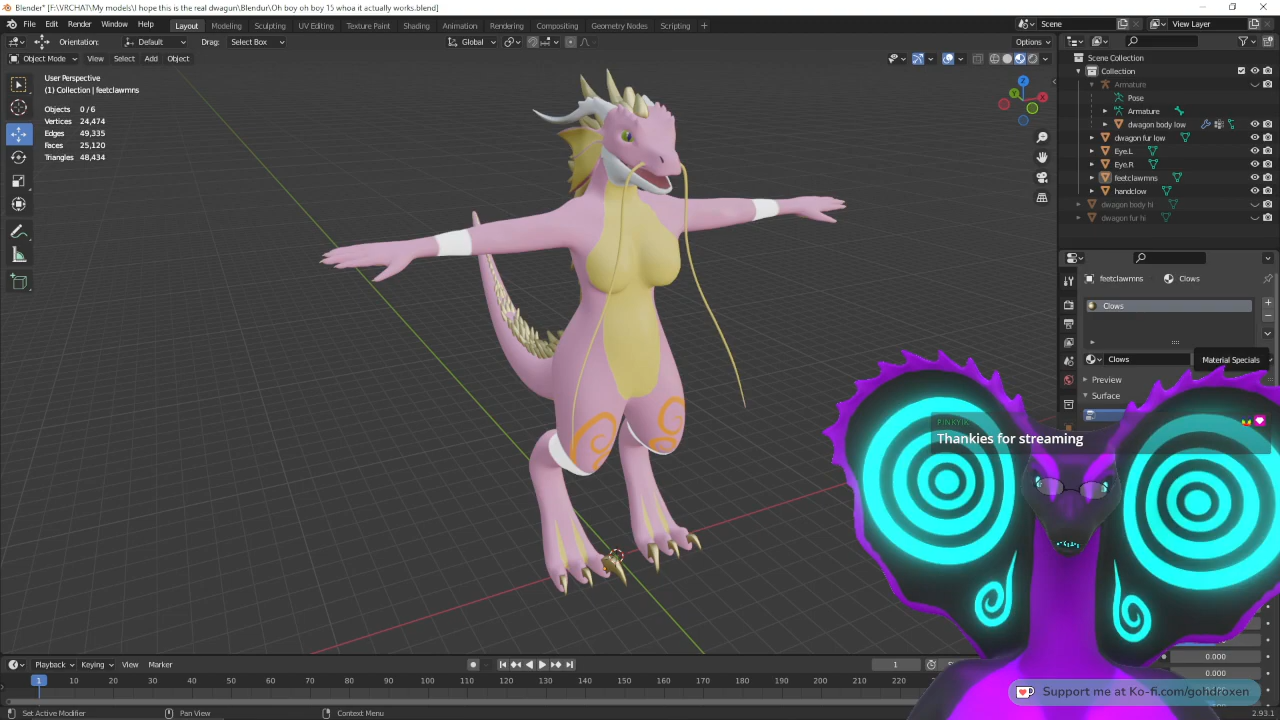 Blender* [F:\VRCHAT\My models\I hope this is the real dwagun\Blendur\Oh boy oh boy 15 whoa it actually works.blend]
File Edit Render Window Help Layout Modeling Sculpting UV Editing Texture Paint Shading Animation Rendering Compositing Geometry Nodes Scripting + Scene View Layer
Orientation: Default Drag: Select Box Global Options
Object Mode View Select Add Object
User Perspective
(1) Collection | feetclawmns
Objects 0 / 6
Vertices 24,474
Edges 49,335
Faces 25,120
Triangles 48,434
Z
Y
X
Scene Collection
Collection
Armature
Pose
Armature
dwagon body low
dwagon fur low
Eye.L
Eye.R
feetclawmns
handclow
dwagon body hi
dwagon fur hi
feetclawmns Clows
Clows
Clows
Material Specials
Preview
Surface
Thankies for streaming
0.000
0.000
Playback Keying View Marker 1
1 10 20 30 40 50 60 70 80 90 100 110 120 130 140 150 160 170 180 190 200 210 220
Support me at Ko-fi.com/gohdroxen
Set Active Modifier Pan View Context Menu 2.93.1